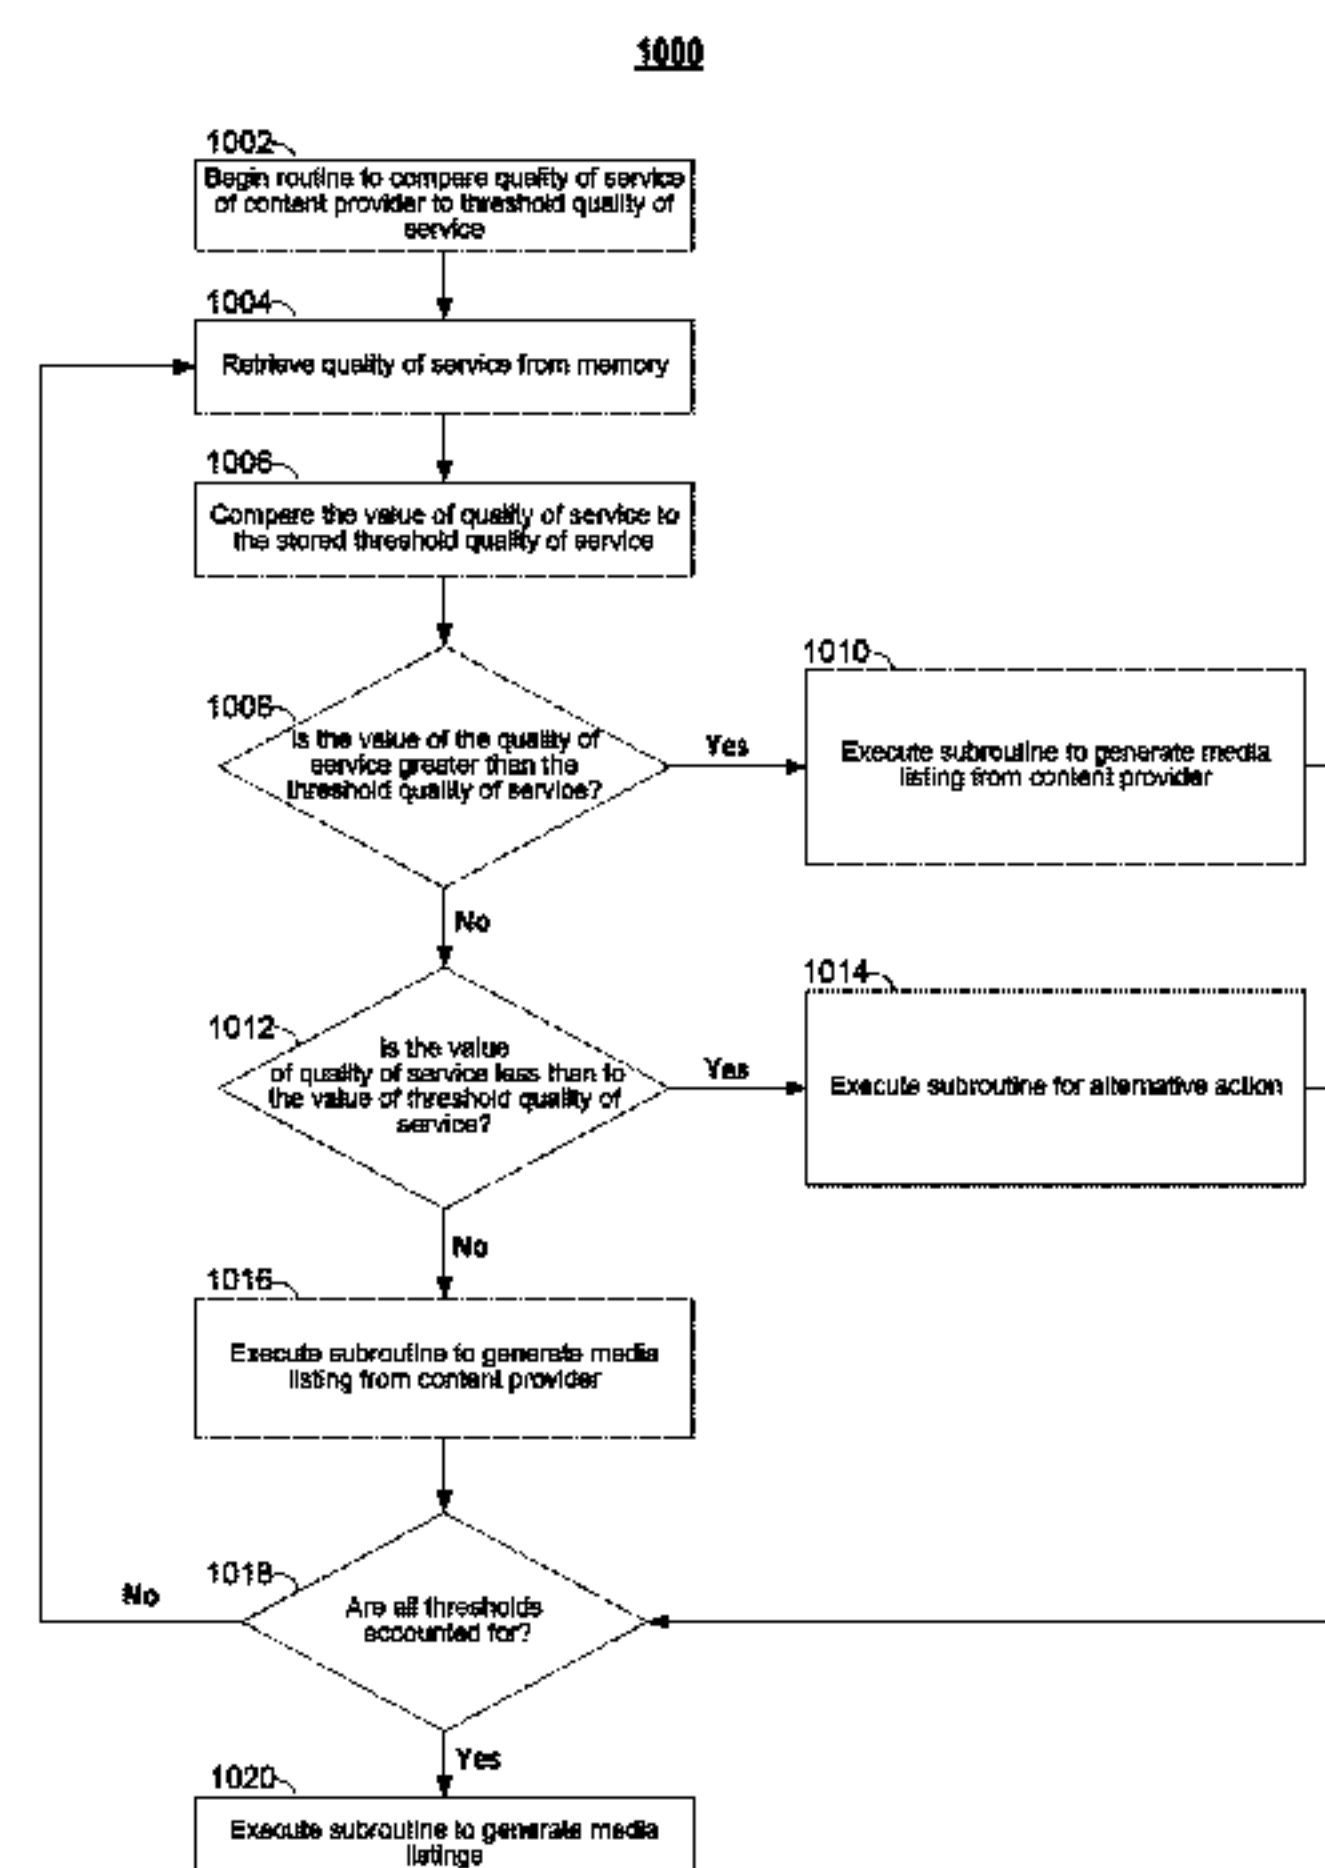 1000
1002
Begin routine to compare quality of service
of content provider to threshold quality of
service
1004
Retrieve quality of service from memory
1006
Compare the value of quality of service to
the stored threshold quality of service
1008
Is the value of the quality of
service greater than the
threshold quality of service?
Yes
1010
Execute subroutine to generate media
listing from content provider
No
1012
Is the value
of quality of service less than to
the value of threshold quality of
service?
Yes
1014
Execute subroutine for alternative action
No
1016
Execute subroutine to generate media
listing from content provider
1018
Are all thresholds
accounted for?
No
Yes
1020
Execute subroutine to generate media
listings